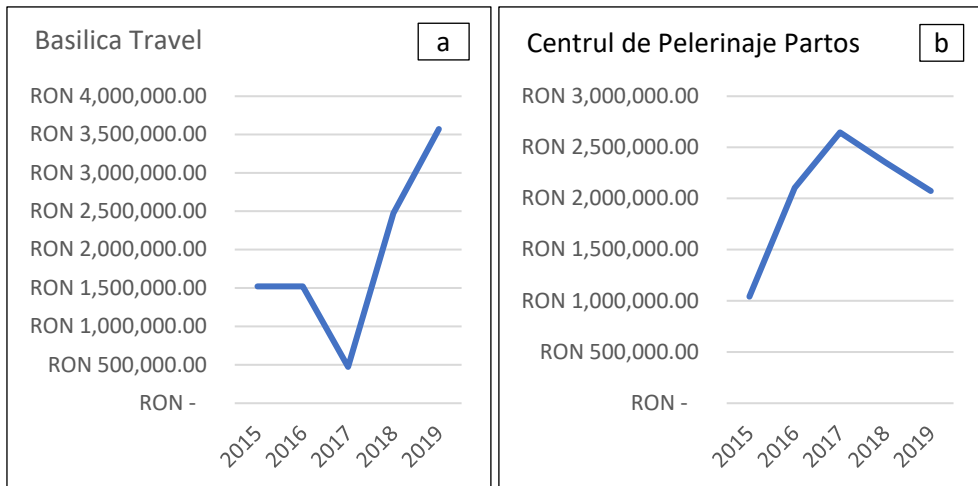 Basilica Travel
a
RON 4,000,000.00
RON 3,500,000.00
RON 3,000,000.00
RON 2,500,000.00
RON 2,000,000.00
RON 1,500,000.00
RON 1,000,000.00
RON 500,000.00
RON -
2015
2016
2017
2018
2019
Centrul de Pelerinaje Partos
b
RON 3,000,000.00
RON 2,500,000.00
RON 2,000,000.00
RON 1,500,000.00
RON 1,000,000.00
RON 500,000.00
RON -
2015
2016
2017
2018
2019